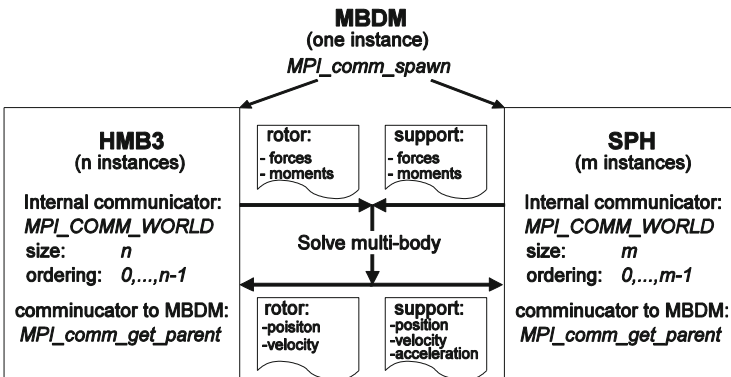 MBDM
(one instance)
MPI_comm_spawn
HMB3
(n instances)
Internal communicator:
MPI_COMM_WORLD
size: n
ordering: 0,...,n-1
comminucator to MBDM:
MPI_comm_get_parent
rotor:
- forces
- moments
support:
- forces
- moments
Solve multi-body
rotor:
-poisiton
-velocity
support:
-position
-velocity
-acceleration
SPH
(m instances)
Internal communicator:
MPI_COMM_WORLD
size: m
ordering: 0,...,m-1
comminucator to MBDM:
MPI_comm_get_parent